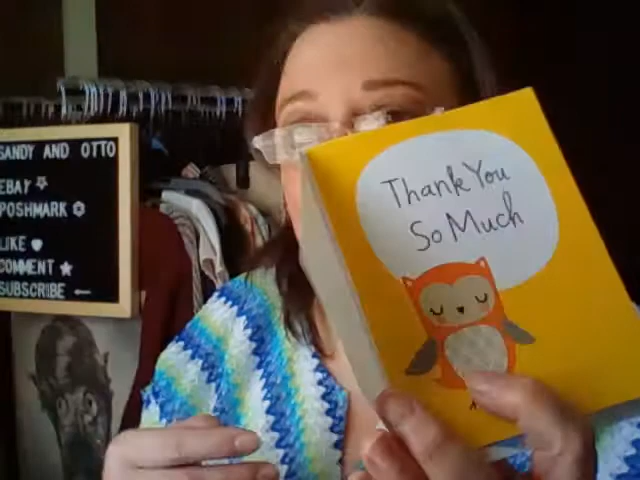 SANDY AND OTTO
EBAY
POSHMARK
LIKE
COMMENT
SUBSCRIBE
Thank You
So Much